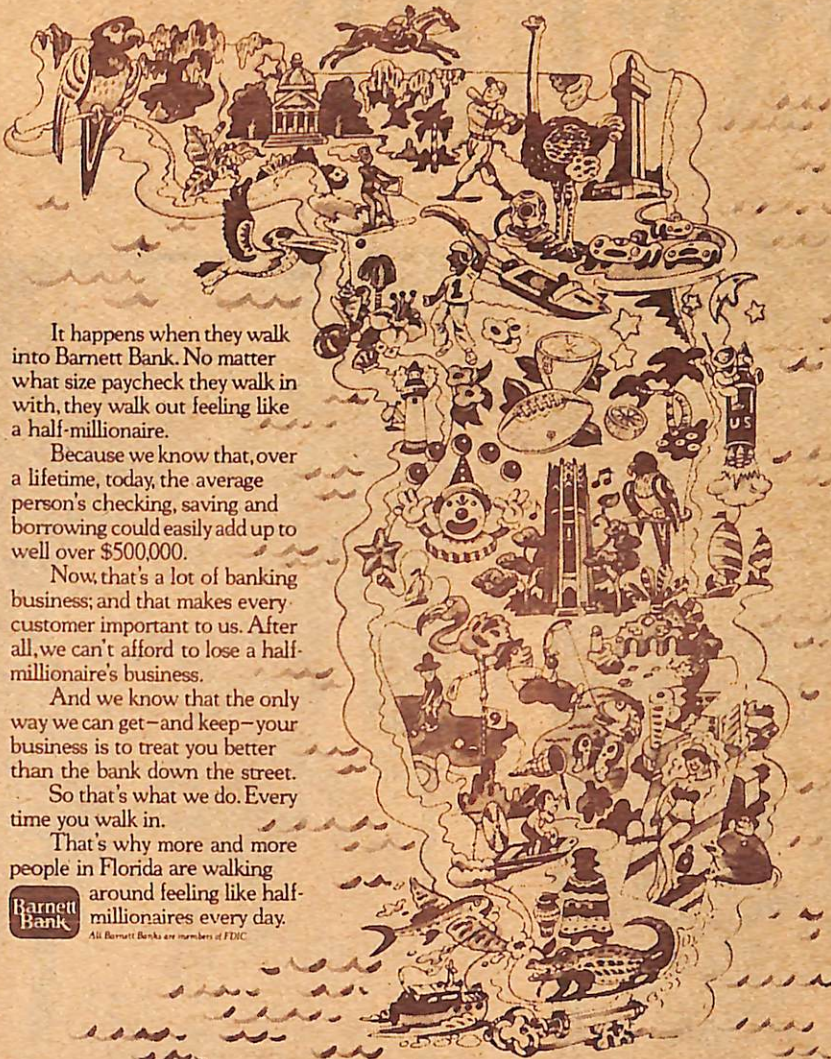 It happens when they walk
into Barnett Bank. No matter
what size paycheck they walk in
with, they walk out feeling like
a half-millionaire.
Because we know that, over
a lifetime, today, the average
person's checking, saving and
borrowing could easily add up to
well over $500,000.
Now, that's a lot of banking
business; and that makes every
customer important to us. After
all, we can't afford to lose a half-
millionaire's business.
And we know that the only
way we can get—and keep—your
business is to treat you better
than the bank down the street.
So that's what we do. Every
time you walk in.
That's why more and more
people in Florida are walking
around feeling like half-
millionaires every day.
Barnett
Bank
All Barnett Banks are members of FDIC.
1
US
9